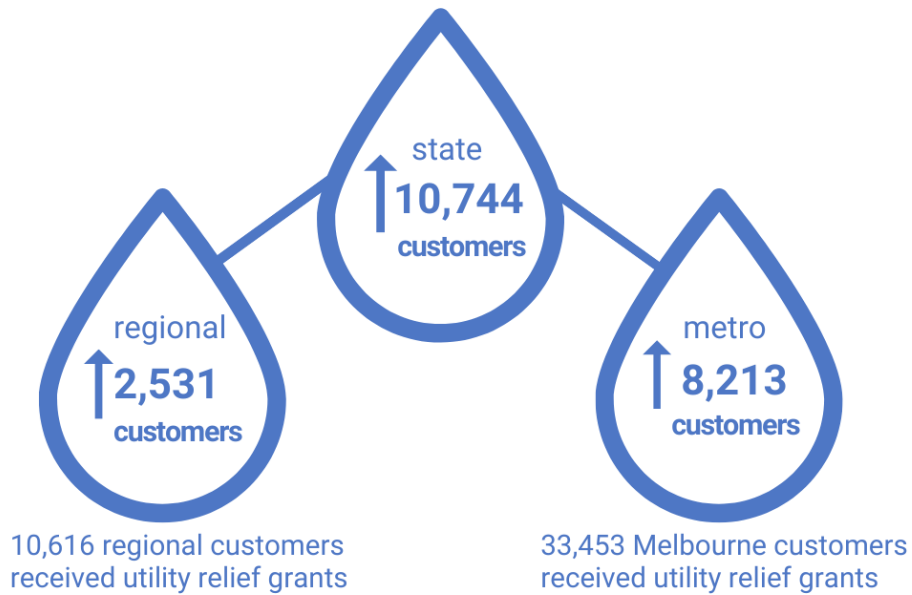 state
10,744
customers
regional
2,531
customers
metro
8,213
customers
10,616 regional customers
received utility relief grants
33,453 Melbourne customers
received utility relief grants